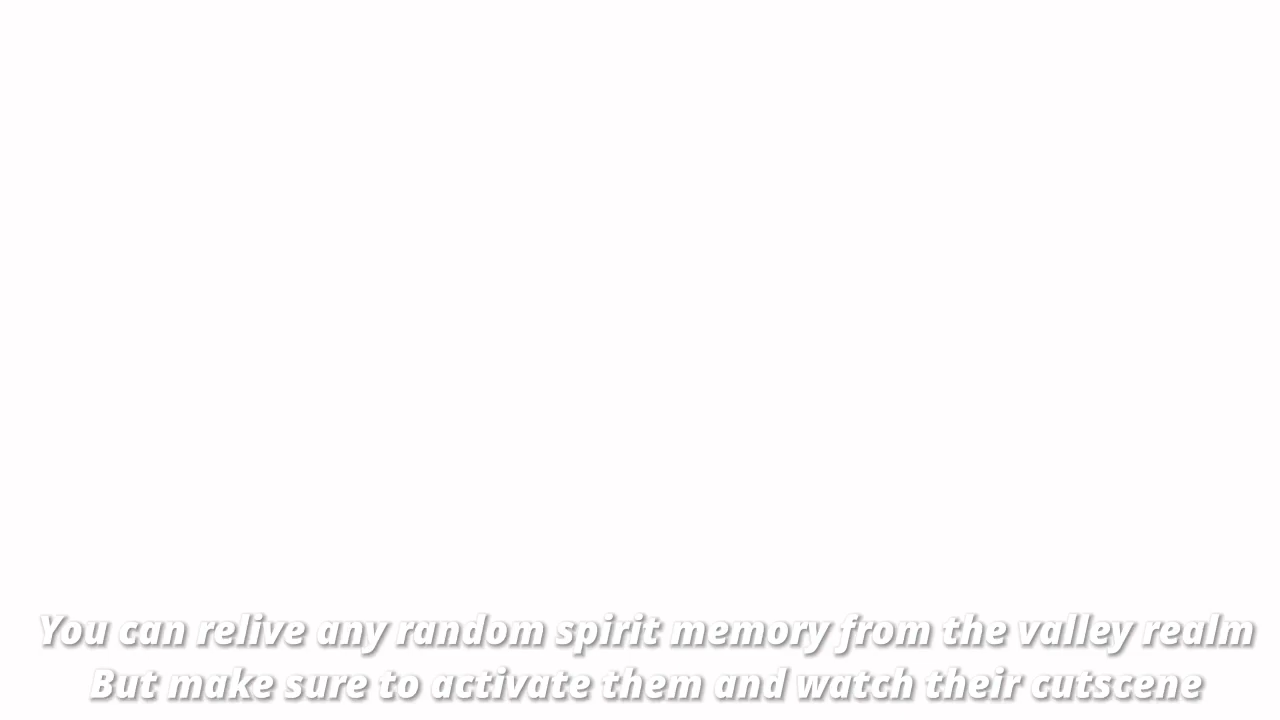 You can relive any random spirit memory from the valley realm
But make sure to activate them and watch their cutscene